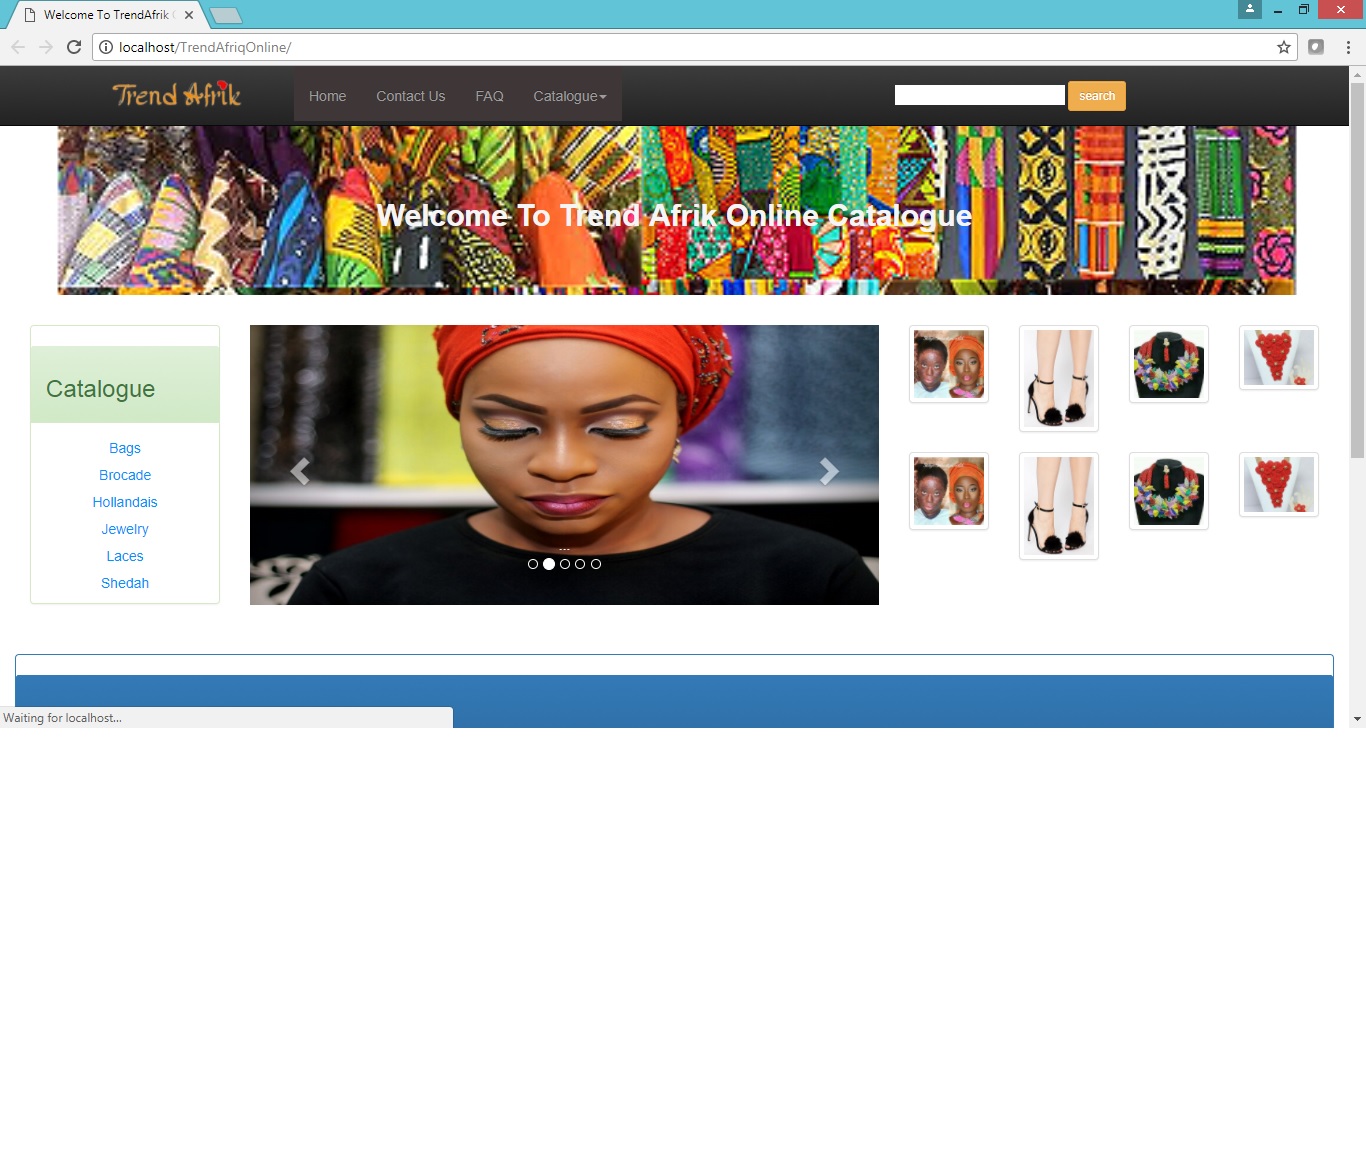 Welcome To TrendAfrik
localhost/TrendAfriqOnline/
Trend Afrik
Home
Contact Us
FAQ
Catalogue
search
Welcome To Trend Afrik Online Catalogue
Catalogue
Bags
Brocade
Hollandais
Jewelry
Laces
Shedah
...
Waiting for localhost...